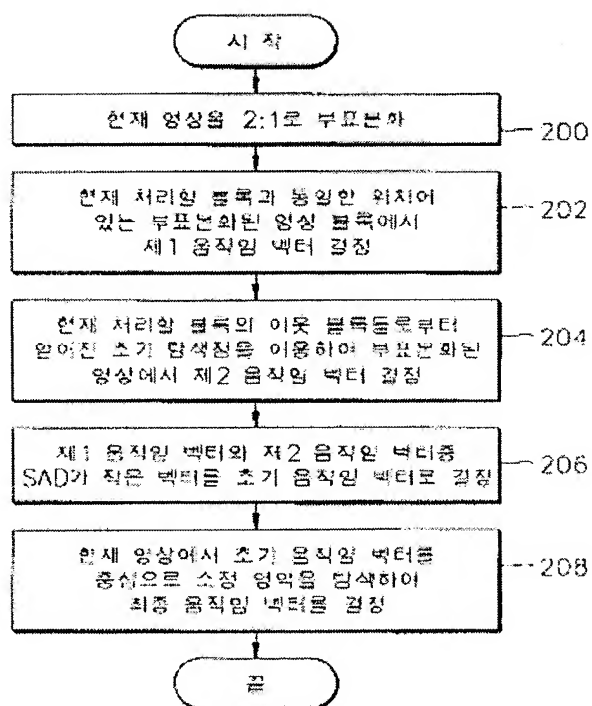 시 작
현재 영상을 2:1로 부표본화
200
현재 처리할 블록과 동일한 위치에
있는 부표본화된 영상 블록에서
제1 움직임 벡터 결정
202
현재 처리할 블록의 이웃 블록들로부터
얻어진 초기 탐색점을 이용하여 부표본화된
영상에서 제2 움직임 벡터 결정
204
제1 움직임 벡터와 제2 움직임 벡터중
SAD가 작은 벡터를 초기 움직임 벡터로 결정
206
현재 영상에서 초기 움직임 벡터를
중심으로 소정 영역을 탐색하여
최종 움직임 벡터를 결정
208
끝